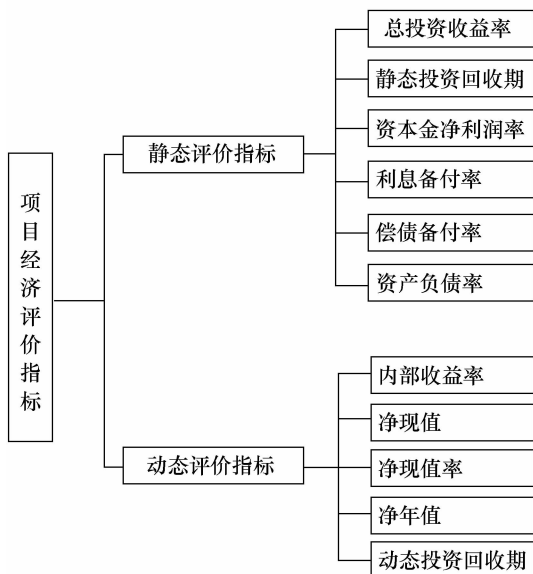 项目经济评价指标
静态评价指标
总投资收益率
静态投资回收期
资本金净利润率
利息备付率
偿债备付率
资产负债率
动态评价指标
内部收益率
净现值
净现值率
净年值
动态投资回收期